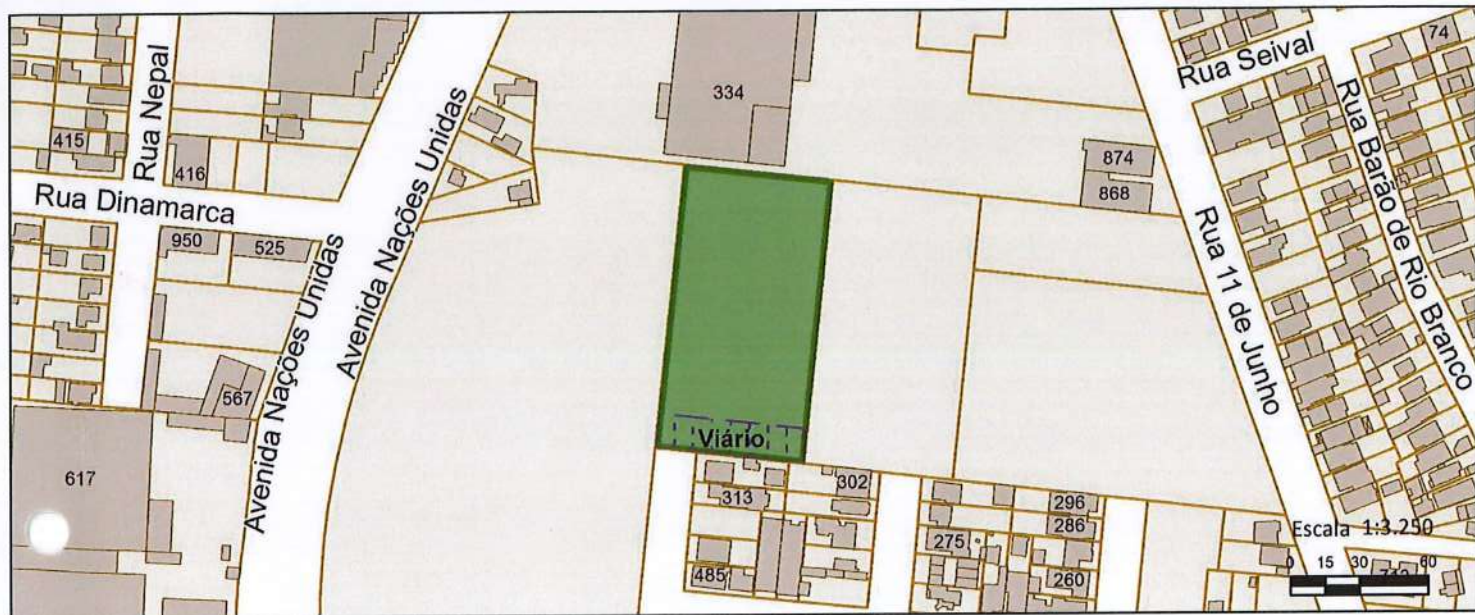 74
Rua Seival
334
Rua Nepal
415
416
Avenida Nações Unidas
Rua Barão de Rio Branco
874
868
Rua Dinamarca
950
525
Rua 11 de Junho
Avenida Nações Unidas
567
Viário
617
313
302
296
286
275
485
260
Escala 1:3.250
0 15 30 60